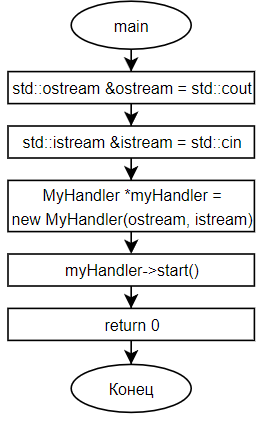 main
std::ostream &ostream = std::cout
std::istream &istream = std::cin
MyHandler *myHandler =
new MyHandler(ostream, istream)
myHandler->start()
return 0
Конец